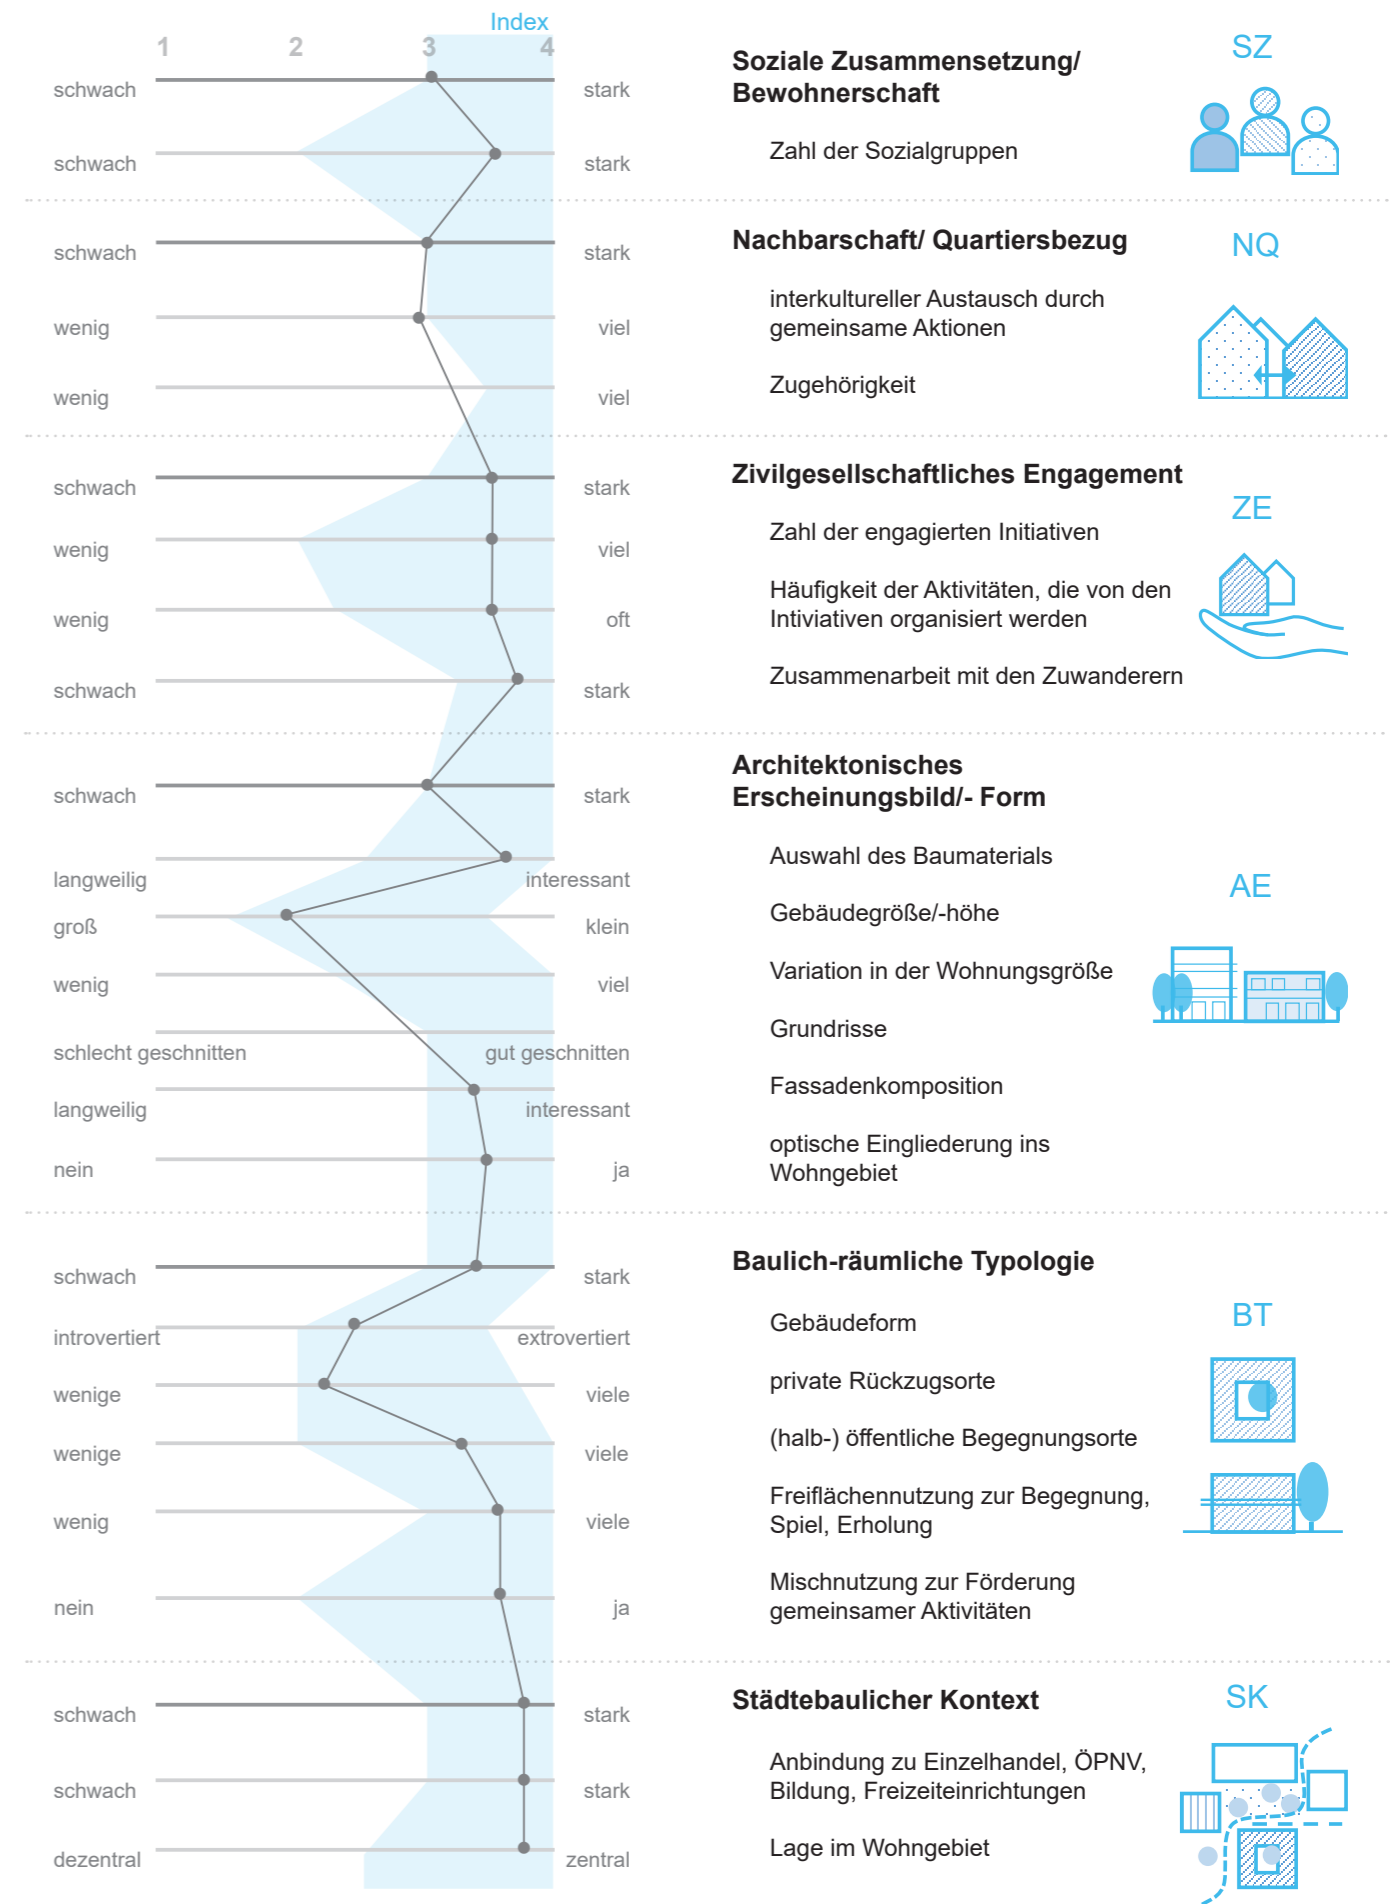 Index
1 2 3 4
schwach stark
Soziale Zusammensetzung/
Bewohnerschaft
SZ
schwach stark
Zahl der Sozialgruppen
schwach stark
Nachbarschaft/ Quartiersbezug
NQ
wenig viel
interkultureller Austausch durch
gemeinsame Aktionen
wenig viel
Zugehörigkeit
schwach stark
Zivilgesellschaftliches Engagement
ZE
wenig viel
Zahl der engagierten Initiativen
wenig oft
Häufigkeit der Aktivitäten, die von den
Intiviativen organisiert werden
schwach stark
Zusammenarbeit mit den Zuwanderern
schwach stark
Architektonisches
Erscheinungsbild/- Form
AE
langweilig interessant
Auswahl des Baumaterials
groß klein
Gebäudegröße/-höhe
wenig viel
Variation in der Wohnungsgröße
schlecht geschnitten gut geschnitten
Grundrisse
langweilig interessant
Fassadenkomposition
nein ja
optische Eingliederung ins
Wohngebiet
schwach stark
Baulich-räumliche Typologie
BT
introvertiert extrovertiert
Gebäudeform
wenige viele
private Rückzugsorte
wenige viele
(halb-) öffentliche Begegnungsorte
wenig viele
Freiflächennutzung zur Begegnung,
Spiel, Erholung
nein ja
Mischnutzung zur Förderung
gemeinsamer Aktivitäten
schwach stark
Städtebaulicher Kontext
SK
schwach stark
Anbindung zu Einzelhandel, ÖPNV,
Bildung, Freizeiteinrichtungen
dezentral zentral
Lage im Wohngebiet